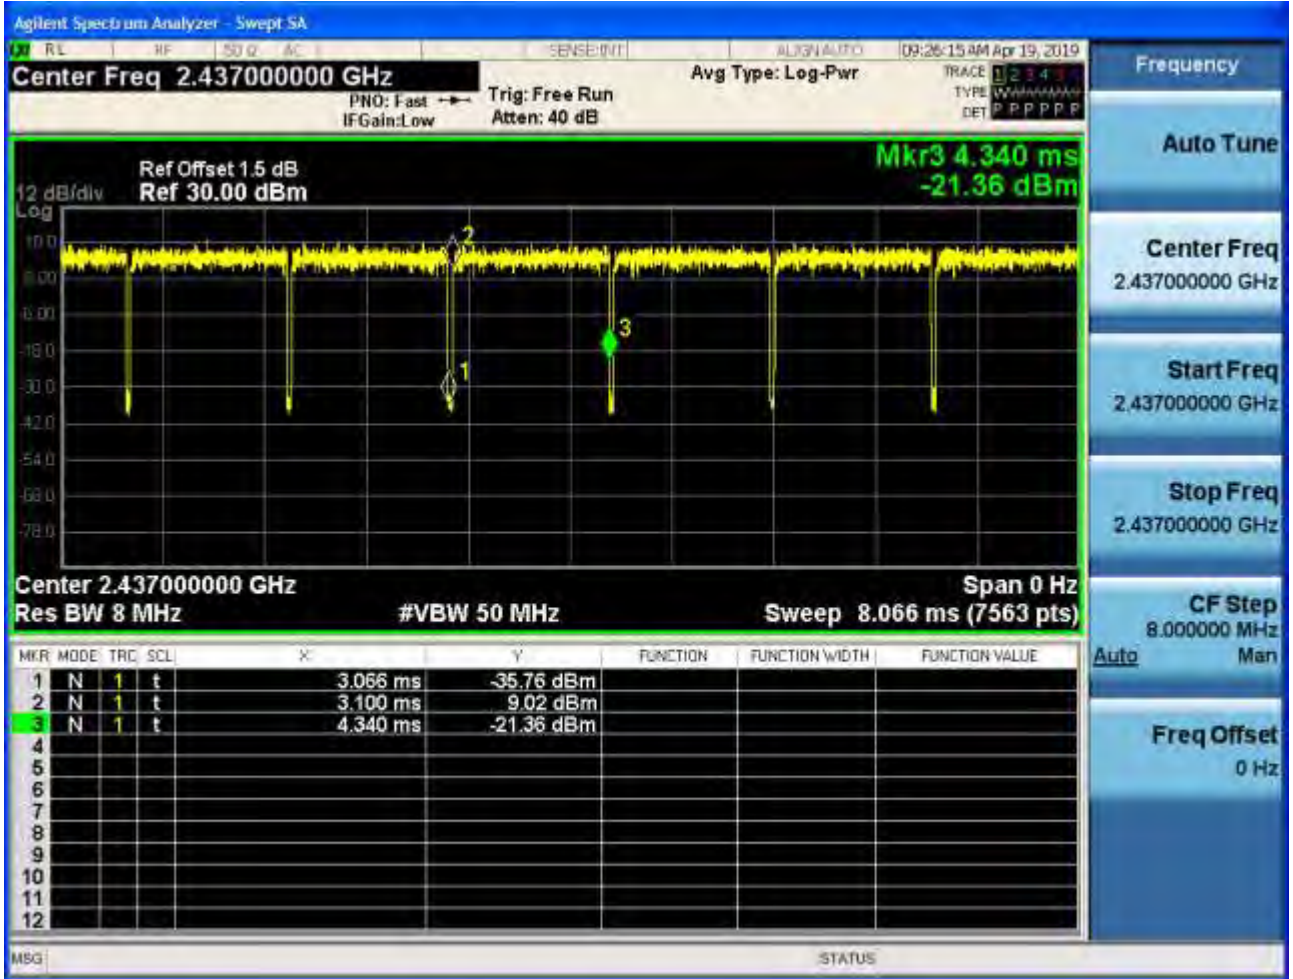 Agilent Spectrum Analyzer - Swept SA
LXI RL RF 50 Ω AC SENSE:INT ALIGN AUTO 09:26:15 AM Apr 19, 2019
Center Freq 2.437000000 GHz
PNO: Fast
IFGain:Low
Trig: Free Run
Atten: 40 dB
Avg Type: Log-Pwr
TRACE 1 2 3 4
TYPE
DET P P P P P P
Mkr3 4.340 ms
-21.36 dBm
Ref Offset 1.5 dB
12 dB/div Ref 30.00 dBm
Log
-18.0
-30.0
-42.0
-54.0
-66.0
-78.0
2
3
1
Center 2.437000000 GHz Span 0 Hz
Res BW 8 MHz #VBW 50 MHz Sweep 8.066 ms (7563 pts)
MKR MODE TRC SCL X Y FUNCTION FUNCTION WIDTH FUNCTION VALUE
1 N 1 t 3.066 ms -35.76 dBm
2 N 1 t 3.100 ms 9.02 dBm
3 N 1 t 4.340 ms -21.36 dBm
4
5
6
7
8
9
10
11
12
MSG STATUS
Frequency
Auto Tune
Center Freq
2.437000000 GHz
Start Freq
2.437000000 GHz
Stop Freq
2.437000000 GHz
CF Step
8.000000 MHz
Auto Man
Freq Offset
0 Hz